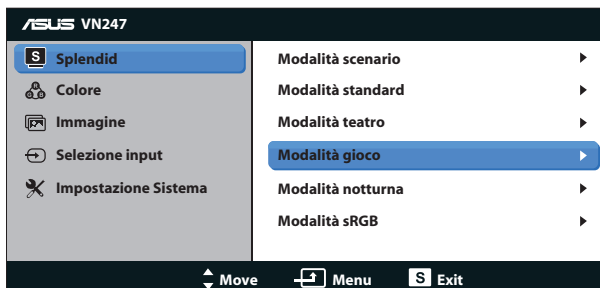 ASUS VN247
S Splendid
Colore
Immagine
Selezione input
Impostazione Sistema
Modalità scenario
Modalità standard
Modalità teatro
Modalità gioco
Modalità notturna
Modalità sRGB
Move Menu S Exit